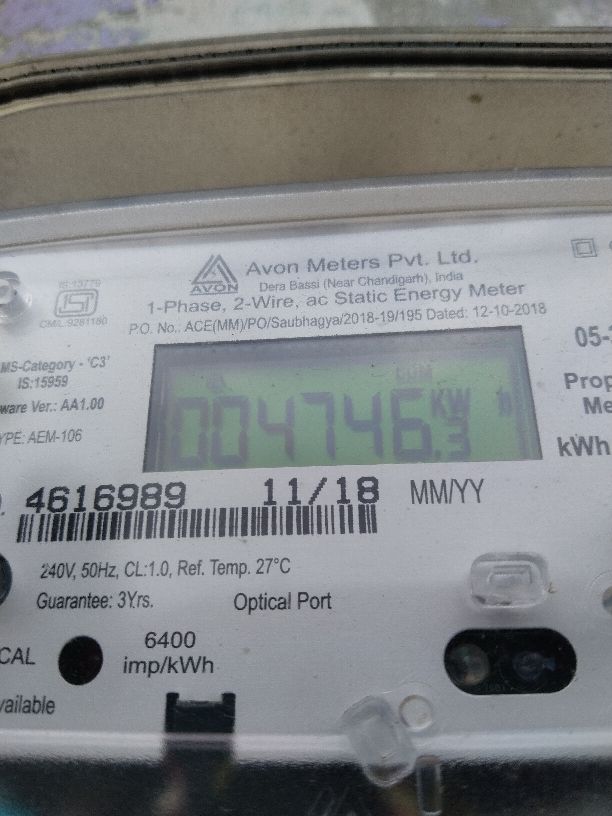 AVON
Avon Meters Pvt. Ltd.
Dera Bassi (Near Chandigarh), India
1-Phase, 2-Wire, ac Static Energy Meter
P.O. No.: ACE(MM)/PO/Saubhagya/2018-19/195 Dated: 12-10-2018
IS:13779
CM/L:9281180
MS-Category - 'C3'
IS:15959
ware Ver.: AA1.00
YPE: AEM-106
05-
Prop
Me
kWh
CUM
004746.3 KW
4616989 11/18 MM/YY
240V, 50Hz, CL:1.0, Ref. Temp. 27°C
Guarantee: 3Yrs. Optical Port
CAL
6400
imp/kWh
vailable